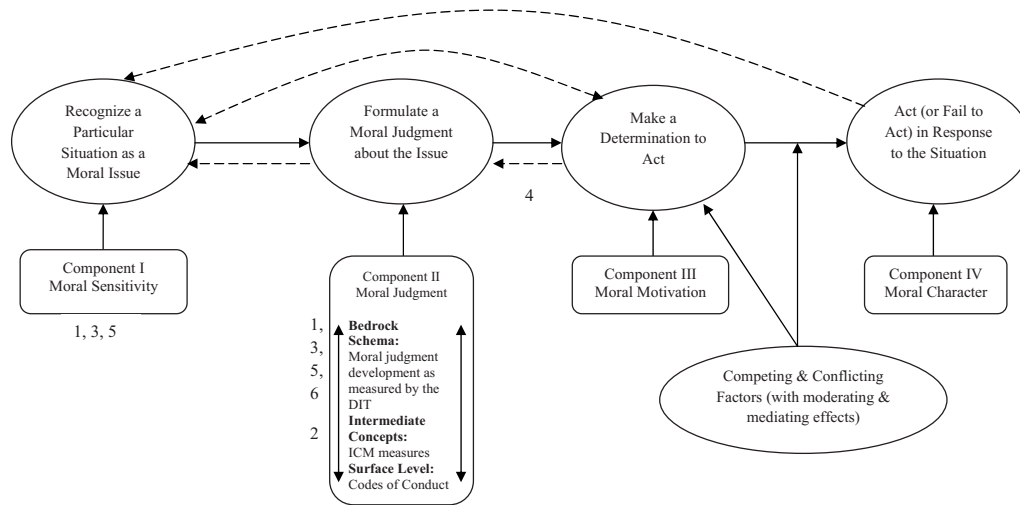 Recognize a
Particular
Situation as a
Moral Issue
Formulate a
Moral Judgment
about the Issue
Make a
Determination to
Act
Act (or Fail to
Act) in Response
to the Situation
4
Component I
Moral Sensitivity
1, 3, 5
Component II
Moral Judgment
1,
3,
5,
6
2
Bedrock
Schema:
Moral judgment
development as
measured by the
DIT
Intermediate
Concepts:
ICM measures
Surface Level:
Codes of Conduct
Component III
Moral Motivation
Component IV
Moral Character
Competing & Conflicting
Factors (with moderating &
mediating effects)